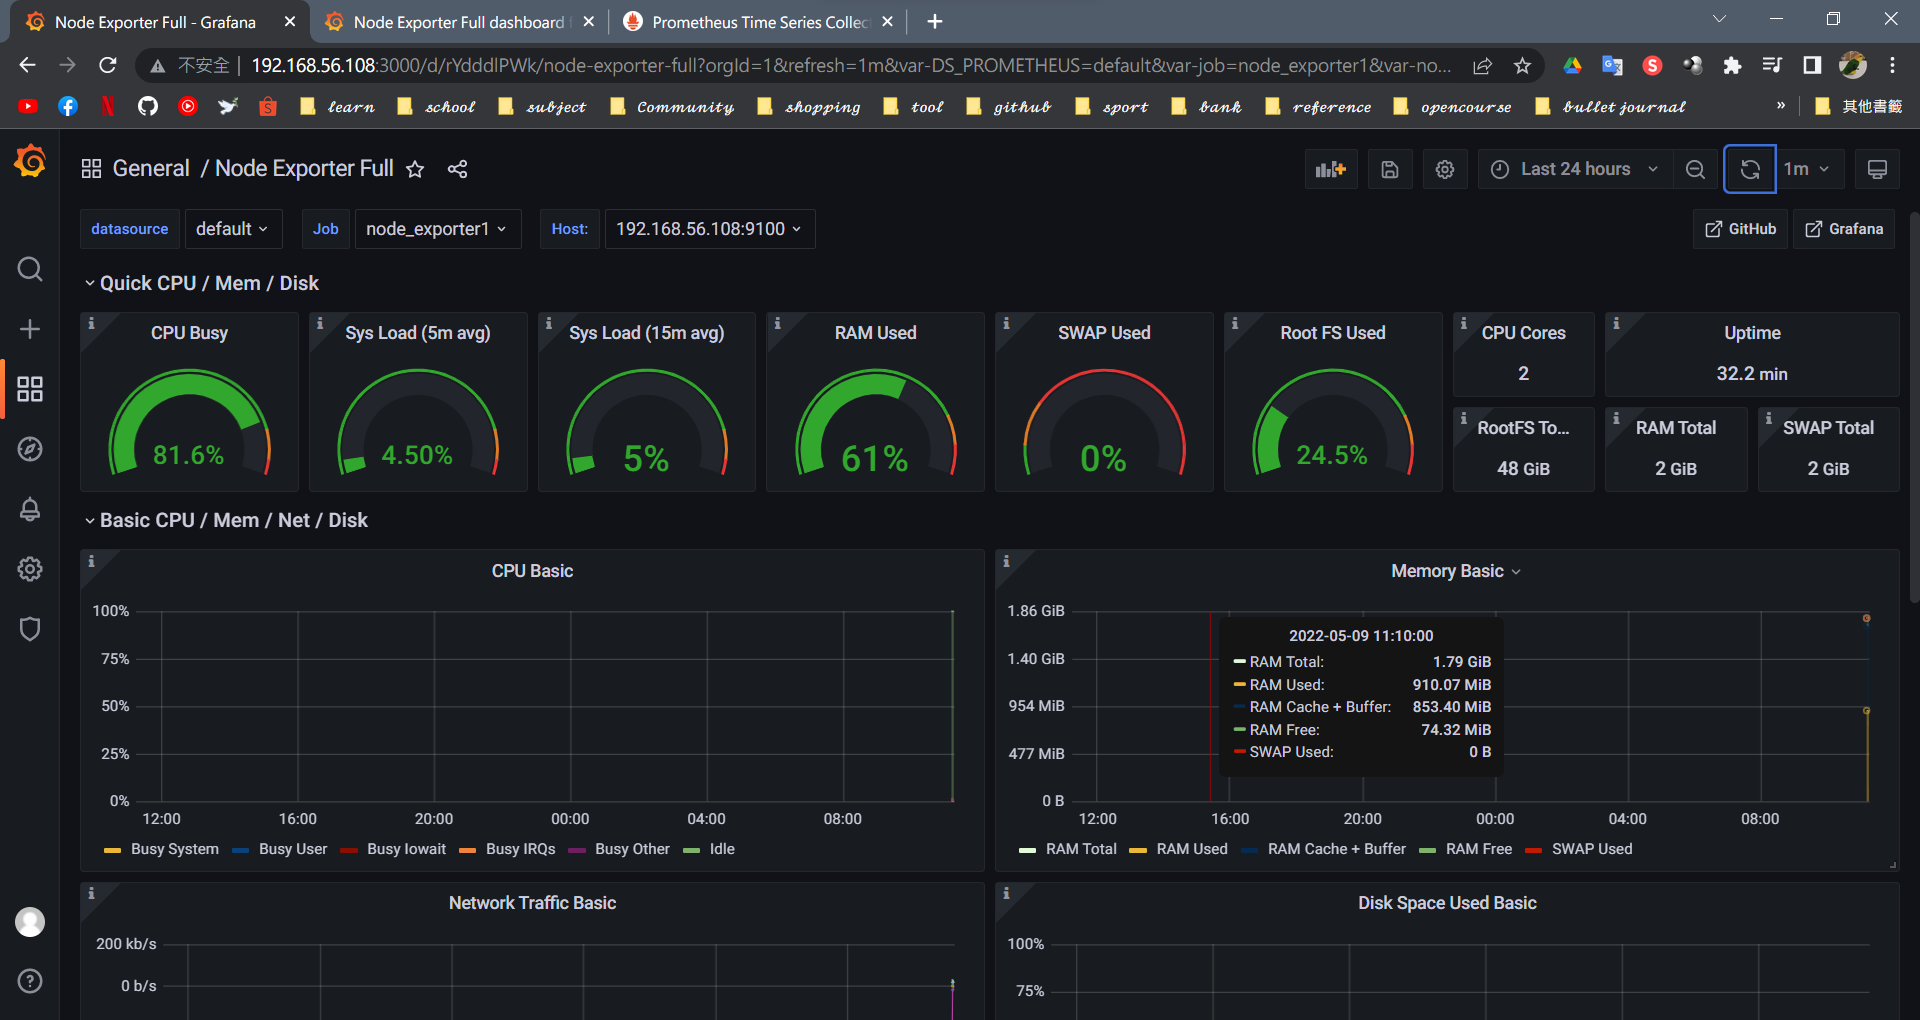 Node Exporter Full - Grafana
Node Exporter Full dashboard f
Prometheus Time Series Collec
不安全 192.168.56.108:3000/d/rYdddlPWk/node-exporter-full?orgId=1&refresh=1m&var-DS_PROMETHEUS=default&var-job=node_exporter1&var-no...
learn school subject Community shopping tool github sport bank reference opencourse bullet journal » 其他書籤
General / Node Exporter Full
Last 24 hours 1m
datasource default Job node_exporter1 Host: 192.168.56.108:9100 GitHub Grafana
Quick CPU / Mem / Disk
CPU Busy
81.6%
Sys Load (5m avg)
4.50%
Sys Load (15m avg)
5%
RAM Used
61%
SWAP Used
0%
Root FS Used
24.5%
CPU Cores
2
Uptime
32.2 min
RootFS To...
48 GiB
RAM Total
2 GiB
SWAP Total
2 GiB
Basic CPU / Mem / Net / Disk
CPU Basic
100%
75%
50%
25%
0%
12:00 16:00 20:00 00:00 04:00 08:00
Busy System Busy User Busy Iowait Busy IRQs Busy Other Idle
Memory Basic
1.86 GiB
1.40 GiB
954 MiB
477 MiB
0 B
2022-05-09 11:10:00
RAM Total: 1.79 GiB
RAM Used: 910.07 MiB
RAM Cache + Buffer: 853.40 MiB
RAM Free: 74.32 MiB
SWAP Used: 0 B
12:00 16:00 20:00 00:00 04:00 08:00
RAM Total RAM Used RAM Cache + Buffer RAM Free SWAP Used
Network Traffic Basic
200 kb/s
0 b/s
Disk Space Used Basic
100%
75%